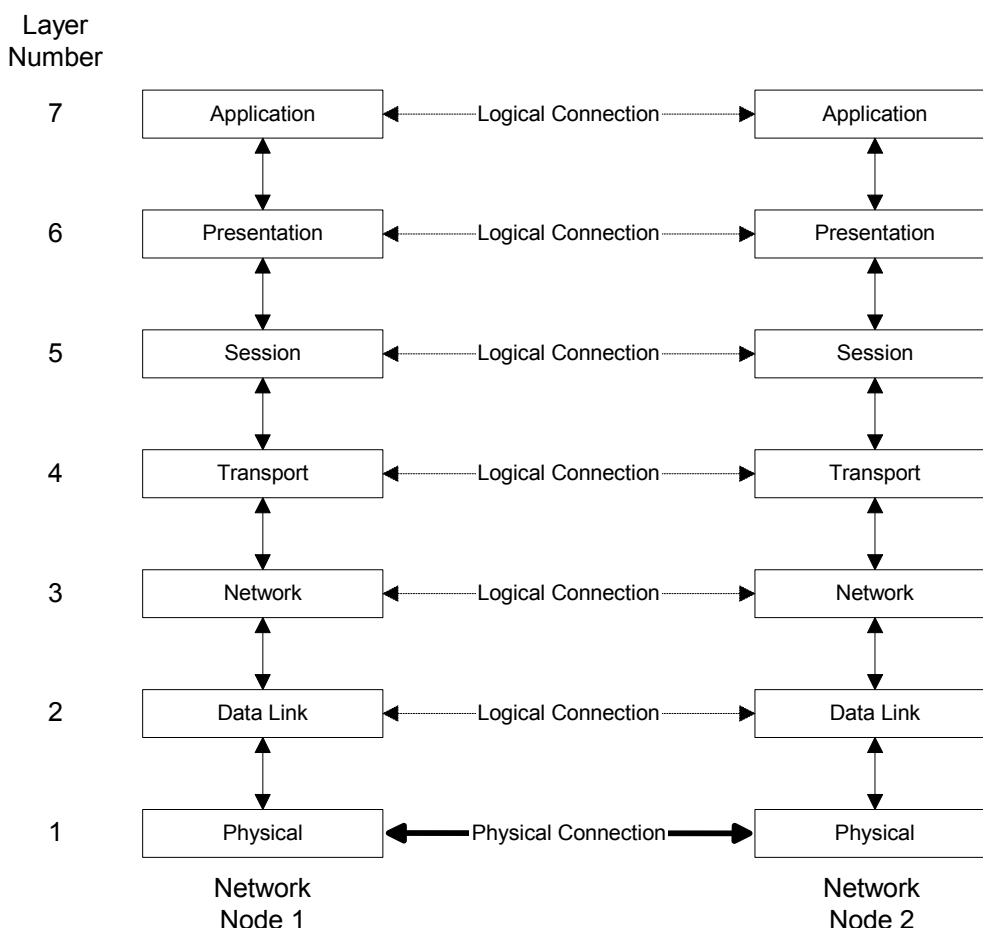 Layer
Number
7
Application
Logical Connection
Application
6
Presentation
Logical Connection
Presentation
5
Session
Logical Connection
Session
4
Transport
Logical Connection
Transport
3
Network
Logical Connection
Network
2
Data Link
Logical Connection
Data Link
1
Physical
Physical Connection
Physical
Network
Node 1
Network
Node 2